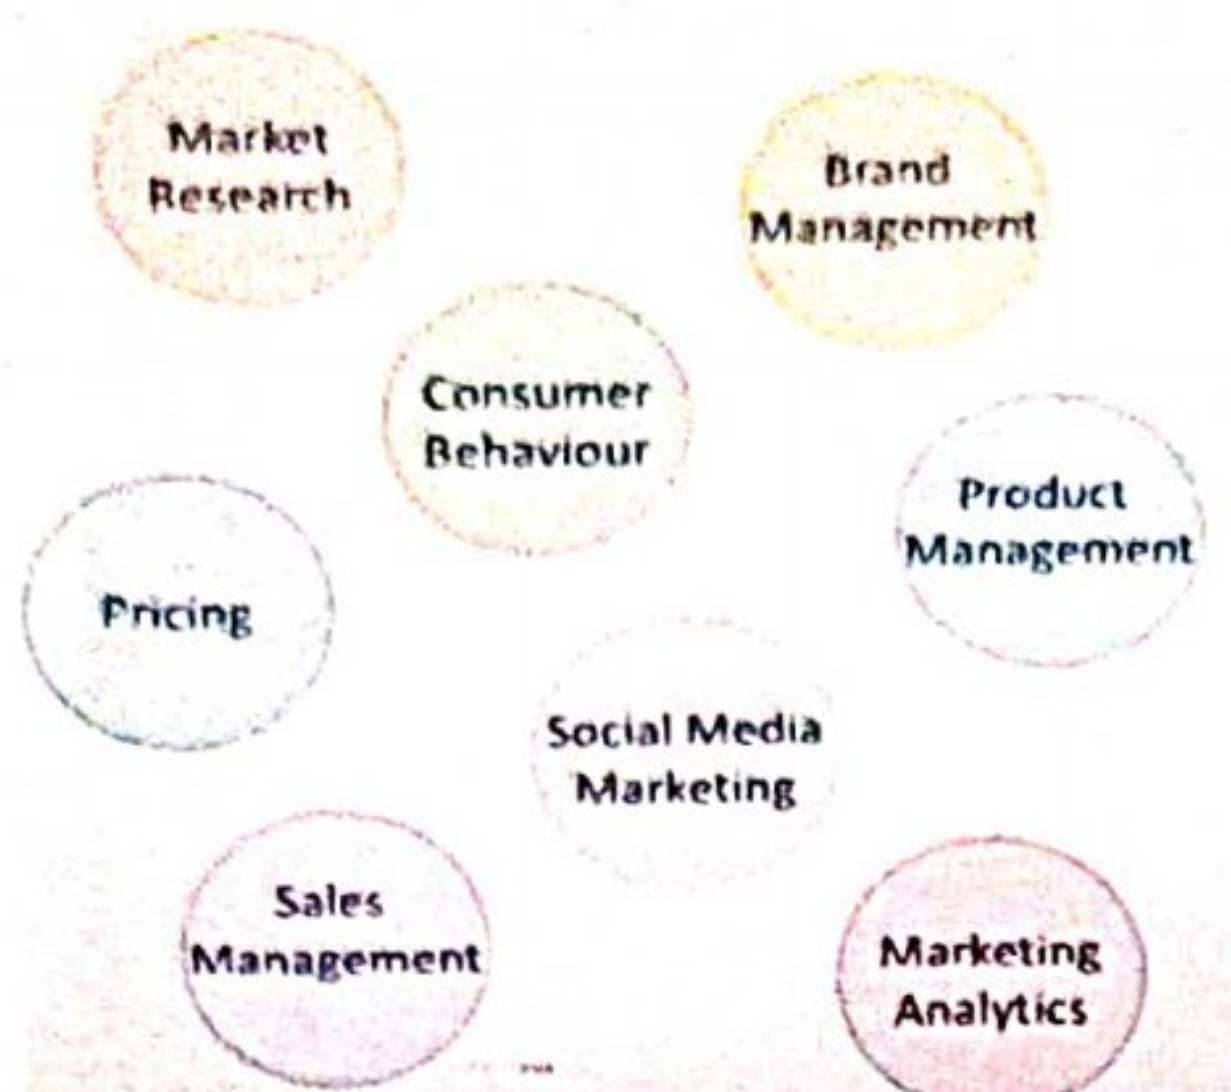 Market
Research
Brand
Management
Consumer
Behaviour
Product
Management
Pricing
Social Media
Marketing
Sales
Management
Marketing
Analytics